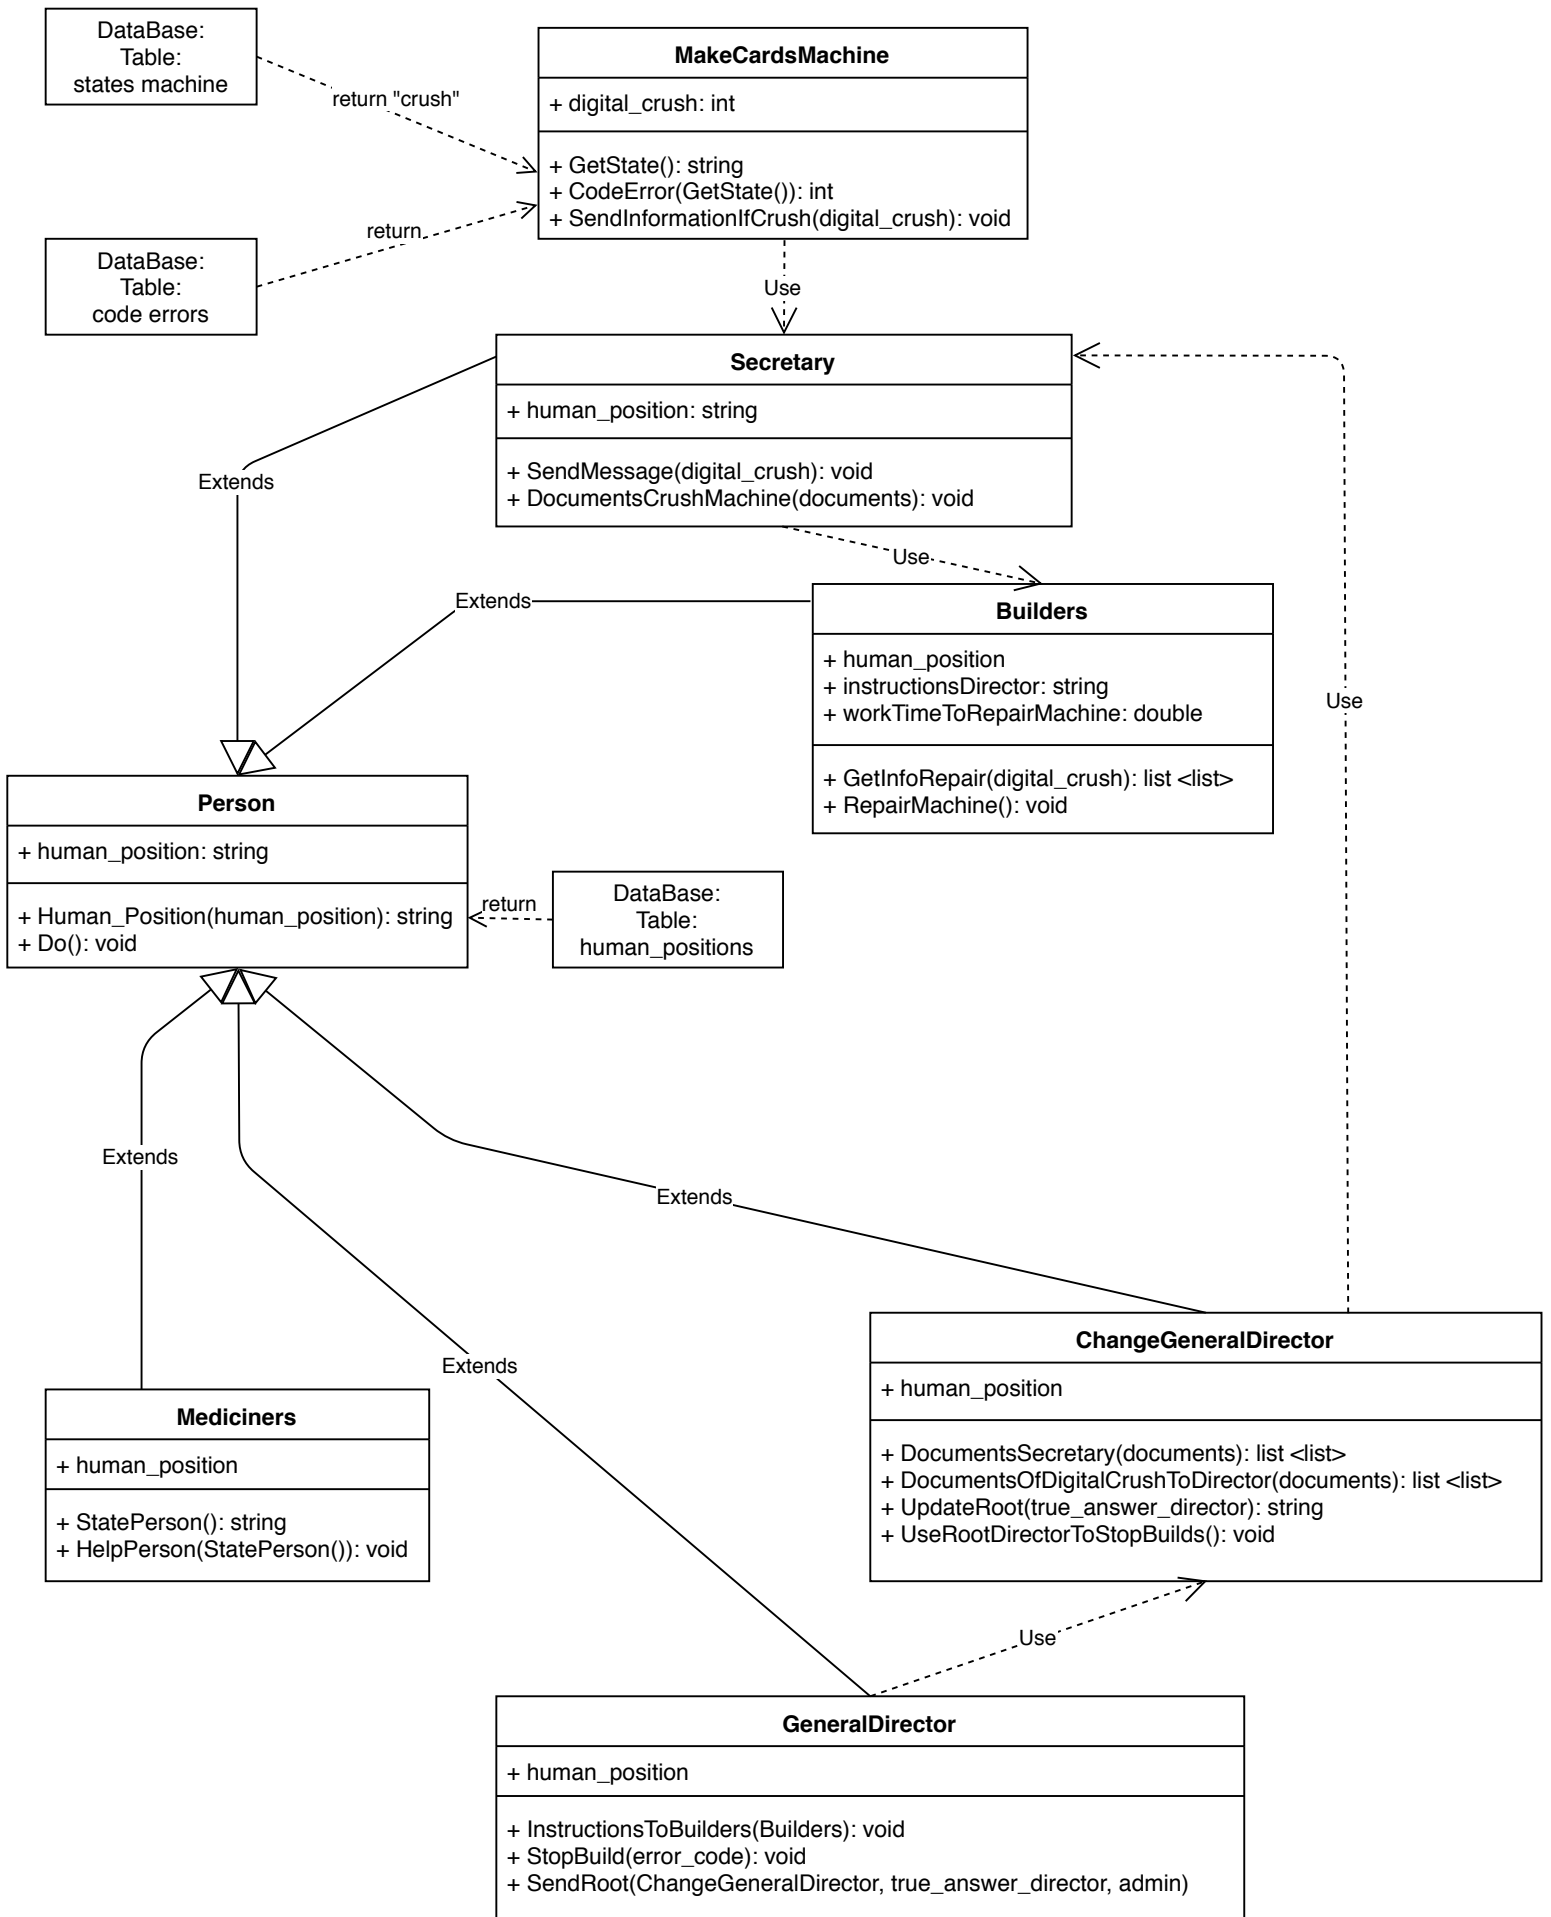 DataBase:
Table:
states machine
return "crush"
MakeCardsMachine
+ digital_crush: int
+ GetState(): string
+ CodeError(GetState()): int
+ SendInformationIfCrush(digital_crush): void
return
DataBase:
Table:
code errors
Use
Secretary
+ human_position: string
+ SendMessage(digital_crush): void
+ DocumentsCrushMachine(documents): void
Extends
Use
Extends
Builders
+ human_position
+ instructionsDirector: string
+ workTimeToRepairMachine: double
+ GetInfoRepair(digital_crush): list <list>
+ RepairMachine(): void
Use
Person
+ human_position: string
+ Human_Position(human_position): string
+ Do(): void
return
DataBase:
Table:
human_positions
Extends
Extends
Extends
ChangeGeneralDirector
+ human_position
+ DocumentsSecretary(documents): list <list>
+ DocumentsOfDigitalCrushToDirector(documents): list <list>
+ UpdateRoot(true_answer_director): string
+ UseRootDirectorToStopBuilds(): void
Mediciners
+ human_position
+ StatePerson(): string
+ HelpPerson(StatePerson()): void
Use
GeneralDirector
+ human_position
+ InstructionsToBuilders(Builders): void
+ StopBuild(error_code): void
+ SendRoot(ChangeGeneralDirector, true_answer_director, admin)